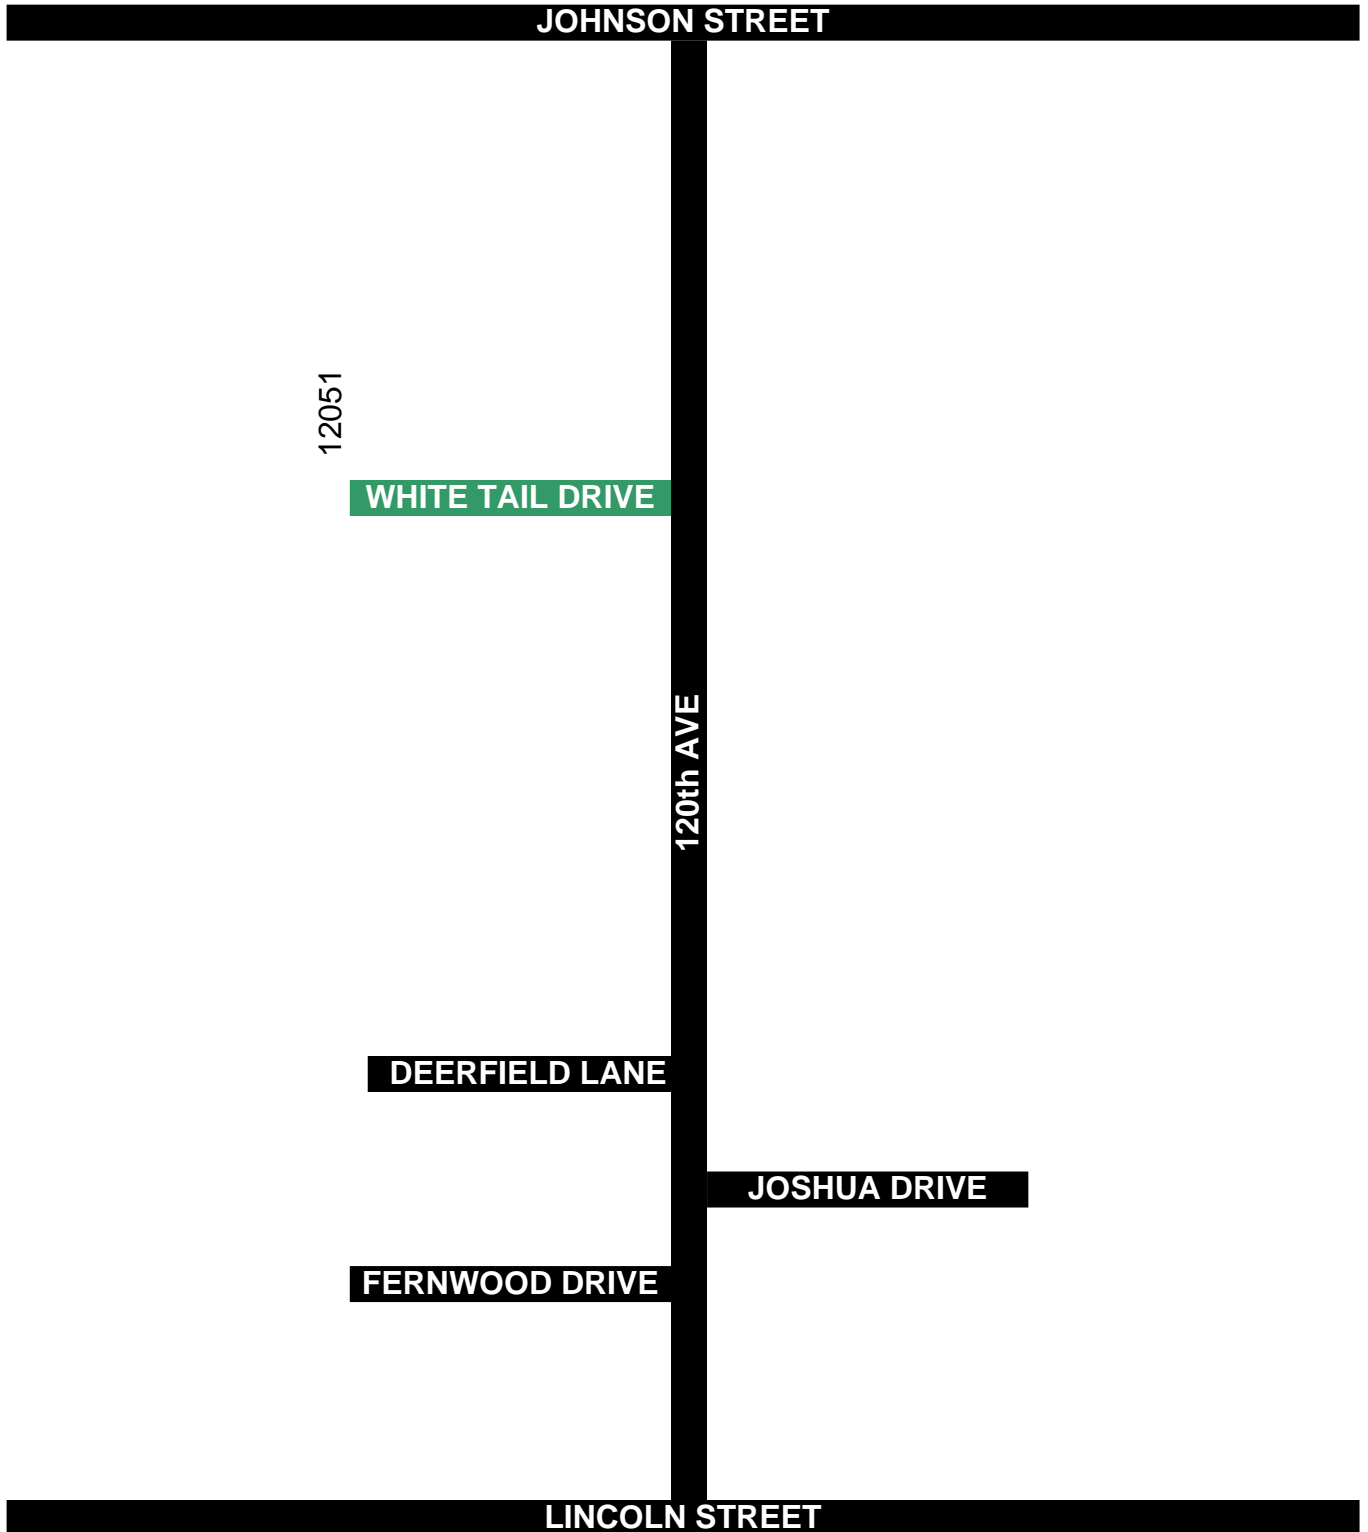 JOHNSON STREET
12051
WHITE TAIL DRIVE
120th AVE
DEERFIELD LANE
JOSHUA DRIVE
FERNWOOD DRIVE
LINCOLN STREET